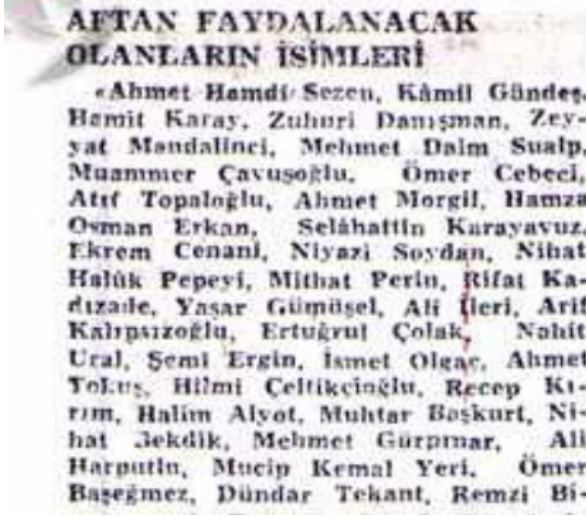 AFTAN FAYDALANACAK
OLANLARIN İSİMLERİ
«Ahmet Hamdi Sezen, Kâmil Gündeş,
Hamit Karay, Zuhuri Danışman, Zey-
yat Mandalinci, Mehmet Daim Sualp,
Muammer Çavuşoğlu, Ömer Cebeci,
Atıf Topaloğlu, Ahmet Morgil, Hamza
Osman Erkan, Selâhattin Karayavuz,
Ekrem Cenani, Niyazi Soydan, Nihat
Halûk Pepeyi, Mithat Perin, Rifat Ka-
dızade, Yaşar Gümüşel, Ali İleri, Arif
Kalıpsızoğlu, Ertuğrul Çolak, Nahit
Ural, Şemi Ergin, İsmet Olgaç, Ahmet
Tokuş, Hilmi Çeltikçioğlu, Recep Kı-
rım, Halim Alyot, Muhtar Başkurt, Ni-
hat Bekdik, Mehmet Gürpınar, Ali
Harputlu, Mucip Kemal Yeri, Ömer
Başeğmez, Dündar Tekant, Remzi Bi-